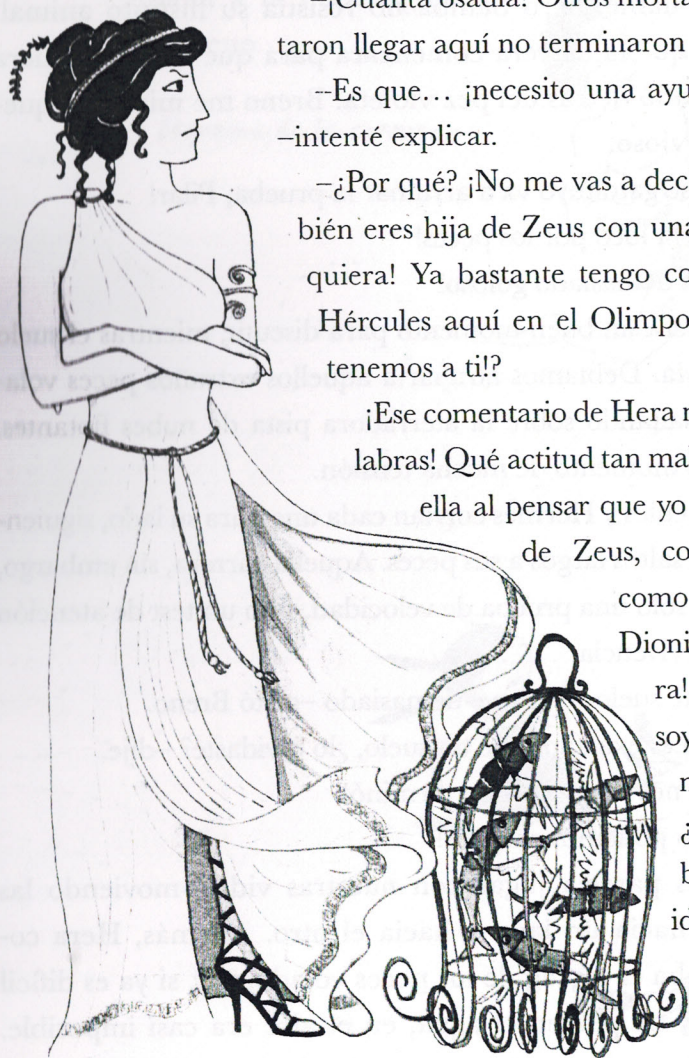 ¡Cuánta osadía! Otros morta
taron llegar aquí no terminaron
–Es que… ¡necesito una ayu
–intenté explicar.
–¿Por qué? ¡No me vas a dec
bién eres hija de Zeus con una
quiera! Ya bastante tengo co
Hércules aquí en el Olimpo
tenemos a ti!?
¡Ese comentario de Hera
labras! Qué actitud tan mal
ella al pensar que yo
de Zeus, co
como
Dioni
ra!
soy